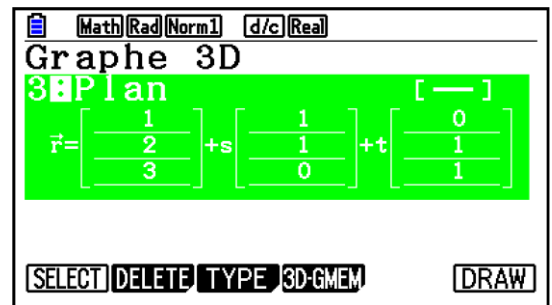 Math Rad Norm1 d/c Real
Graphe 3D
3:Plan [—]
1 1 0
r⃗= 2 +s 1 +t 1
3 0 1
SELECT DELETE TYPE 3D-GMEM DRAW